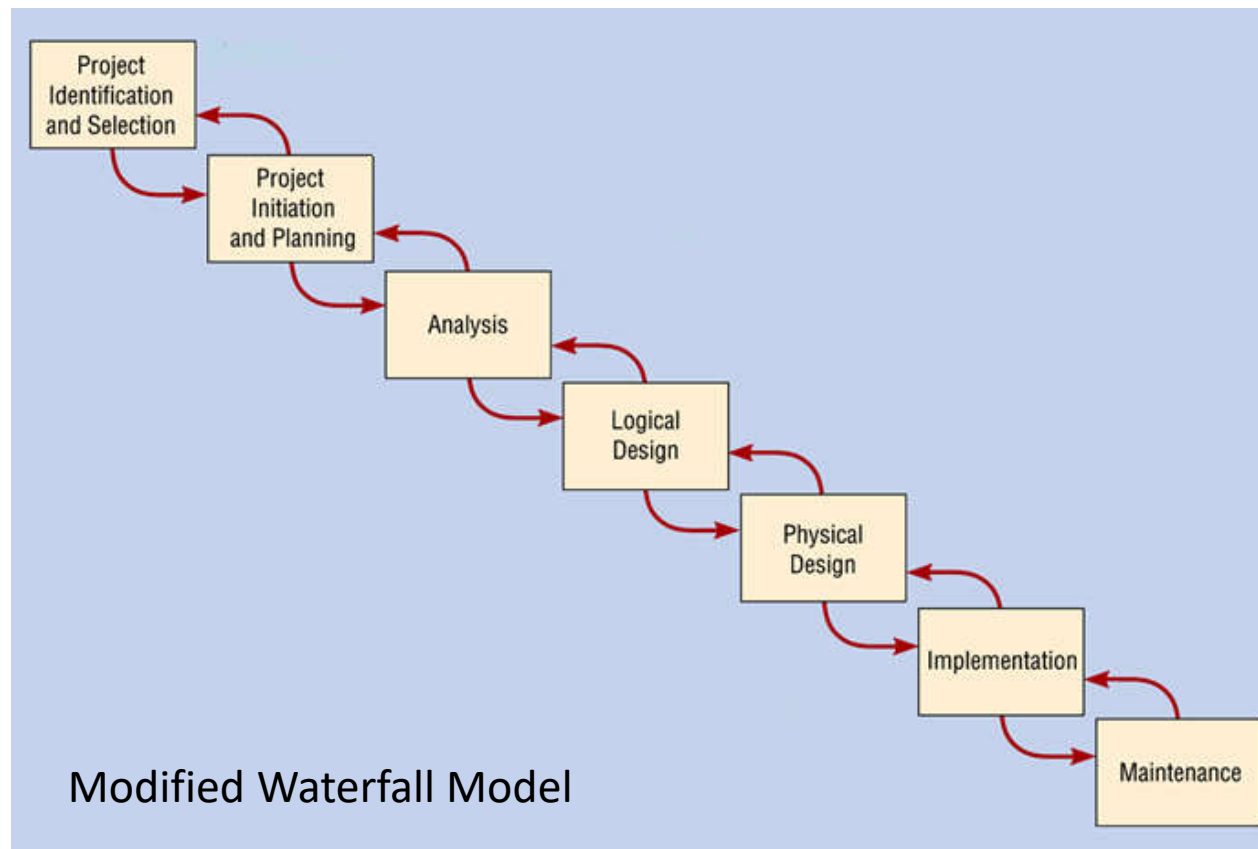 Project
Identification
and Selection
Project
Initiation
and Planning
Analysis
Logical
Design
Physical
Design
Implementation
Maintenance
Modified Waterfall Model